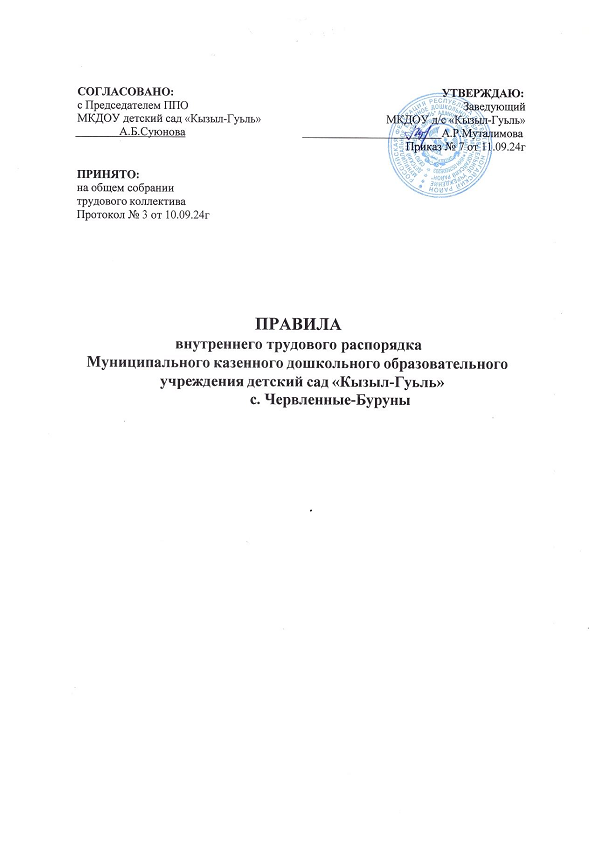 СОГЛАСОВАНО:
с Председателем ППО
МКДОУ детский сад «Кызыл-Гуьль»
А.Б.Суюнова
ПРИНЯТО:
на общем собрании
трудового коллектива
Протокол № 3 от 10.09.24г
УТВЕРЖДАЮ:
Заведующий
МКДОУ д/с «Кызыл-Гуьль»
А.Р.Муталимова
Приказ № 7 от 11.09.24г
ПРАВИЛА
внутреннего трудового распорядка
Муниципального казенного дошкольного образовательного
учреждения детский сад «Кызыл-Гуьль»
с. Червленные-Буруны